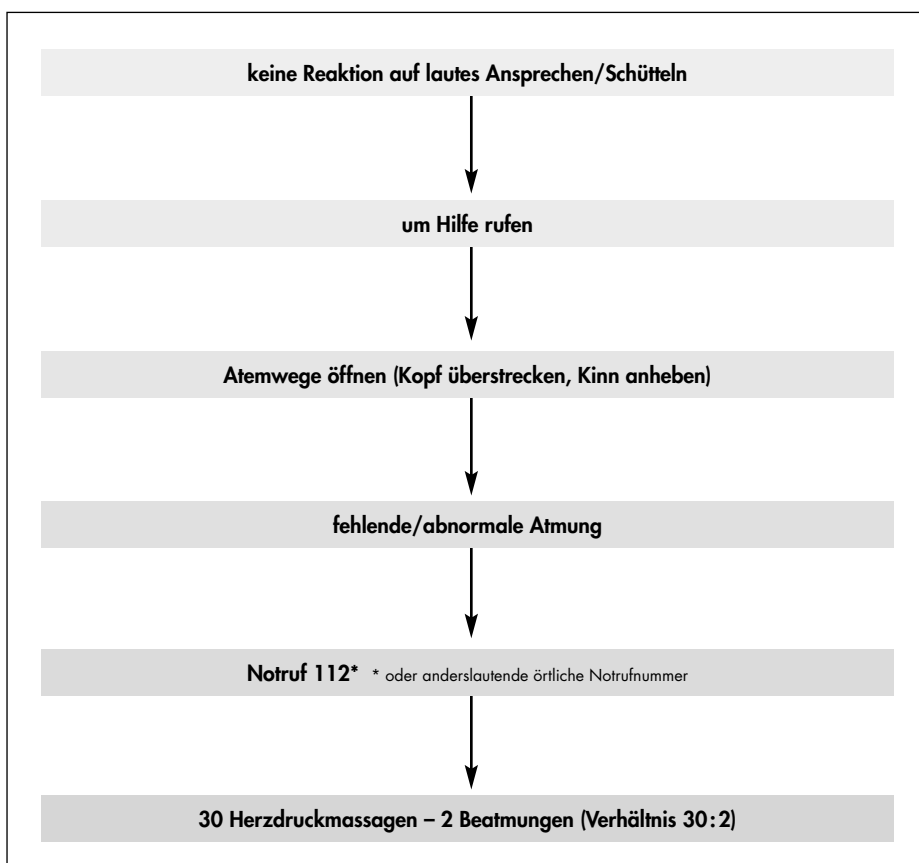 keine Reaktion auf lautes Ansprechen/Schütteln
um Hilfe rufen
Atemwege öffnen (Kopf überstrecken, Kinn anheben)
fehlende/abnormale Atmung
Notruf 112* * oder anderslautende örtliche Notrufnummer
30 Herzdruckmassagen – 2 Beatmungen (Verhältnis 30:2)